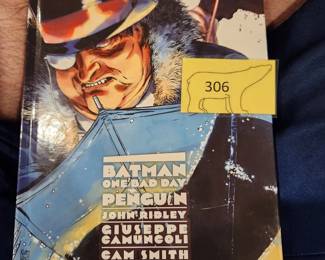 306
BATMAN
ONE BAD DAY
PENGUIN
JOHN RIDLEY
GIUSEPPE
CAMUNCOLI
CAM SMITH